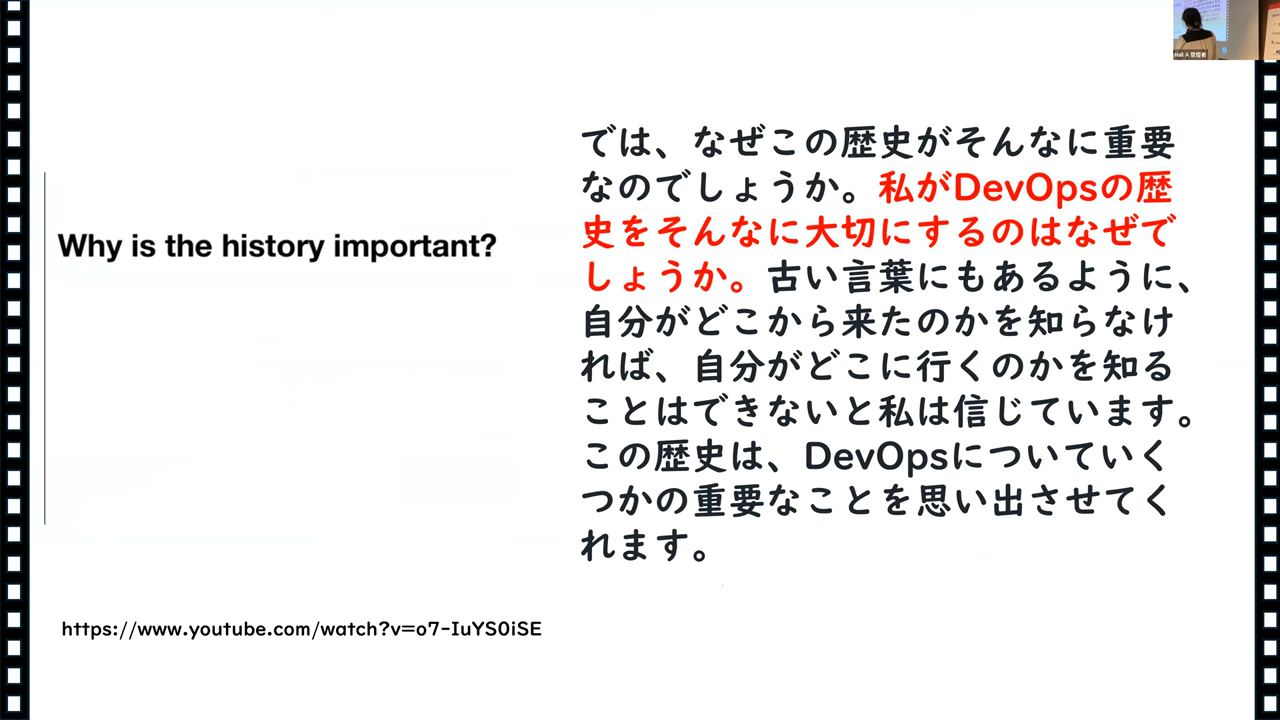 Why is the history important?
では、なぜこの歴史がそんなに重要
なのでしょうか。私がDevOpsの歴
史をそんなに大切にするのはなぜで
しょうか。古い言葉にもあるように、
自分がどこから来たのかを知らなけ
れば、自分がどこに行くのかを知る
ことはできないと私は信じています。
この歴史は、DevOpsについていく
つかの重要なことを思い出させてく
れます。
https://www.youtube.com/watch?v=o7-IuYS0iSE
Hall A 登壇者